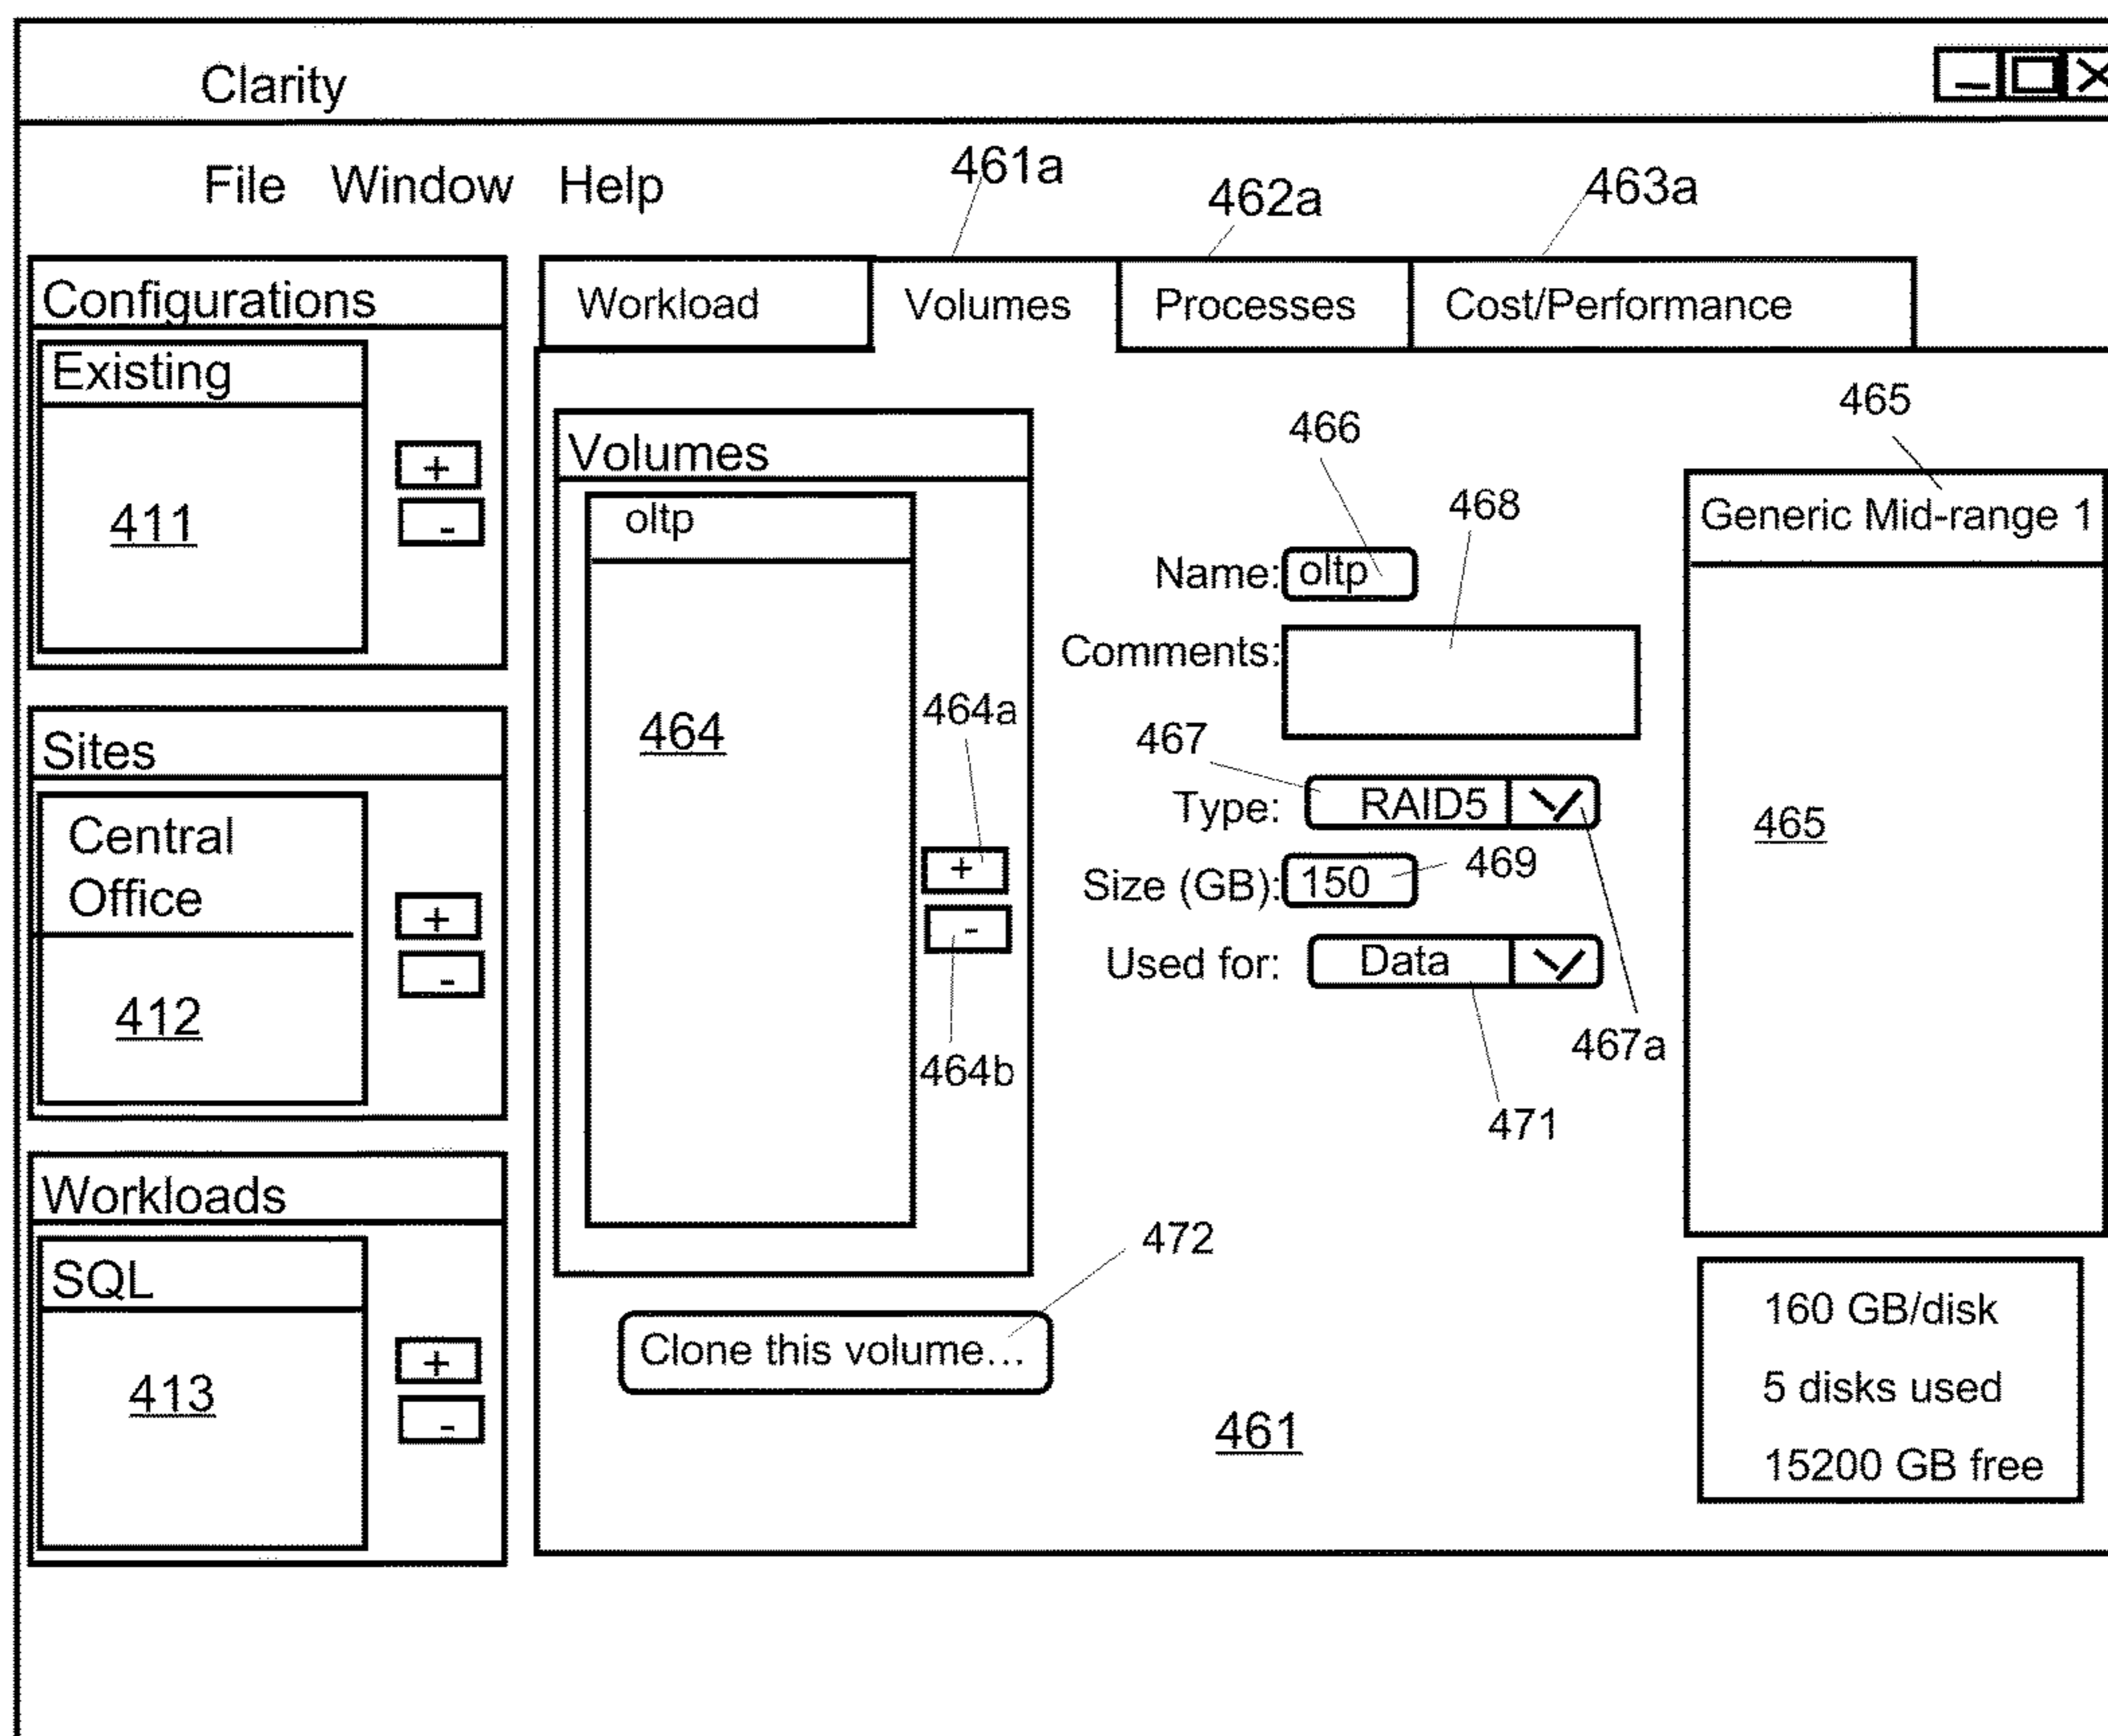 Clarity
File Window Help
461a
462a
463a
Configurations
Existing
411
+
-
Sites
Central
Office
412
+
-
Workloads
SQL
413
+
-
Workload
Volumes
Processes
Cost/Performance
Volumes
oltp
464
464a
+
-
464b
466
468
Name: oltp
Comments:
467
Type: RAID5
Size (GB): 150
469
Used for: Data
467a
471
465
Generic Mid-range 1
465
472
Clone this volume...
461
160 GB/disk
5 disks used
15200 GB free